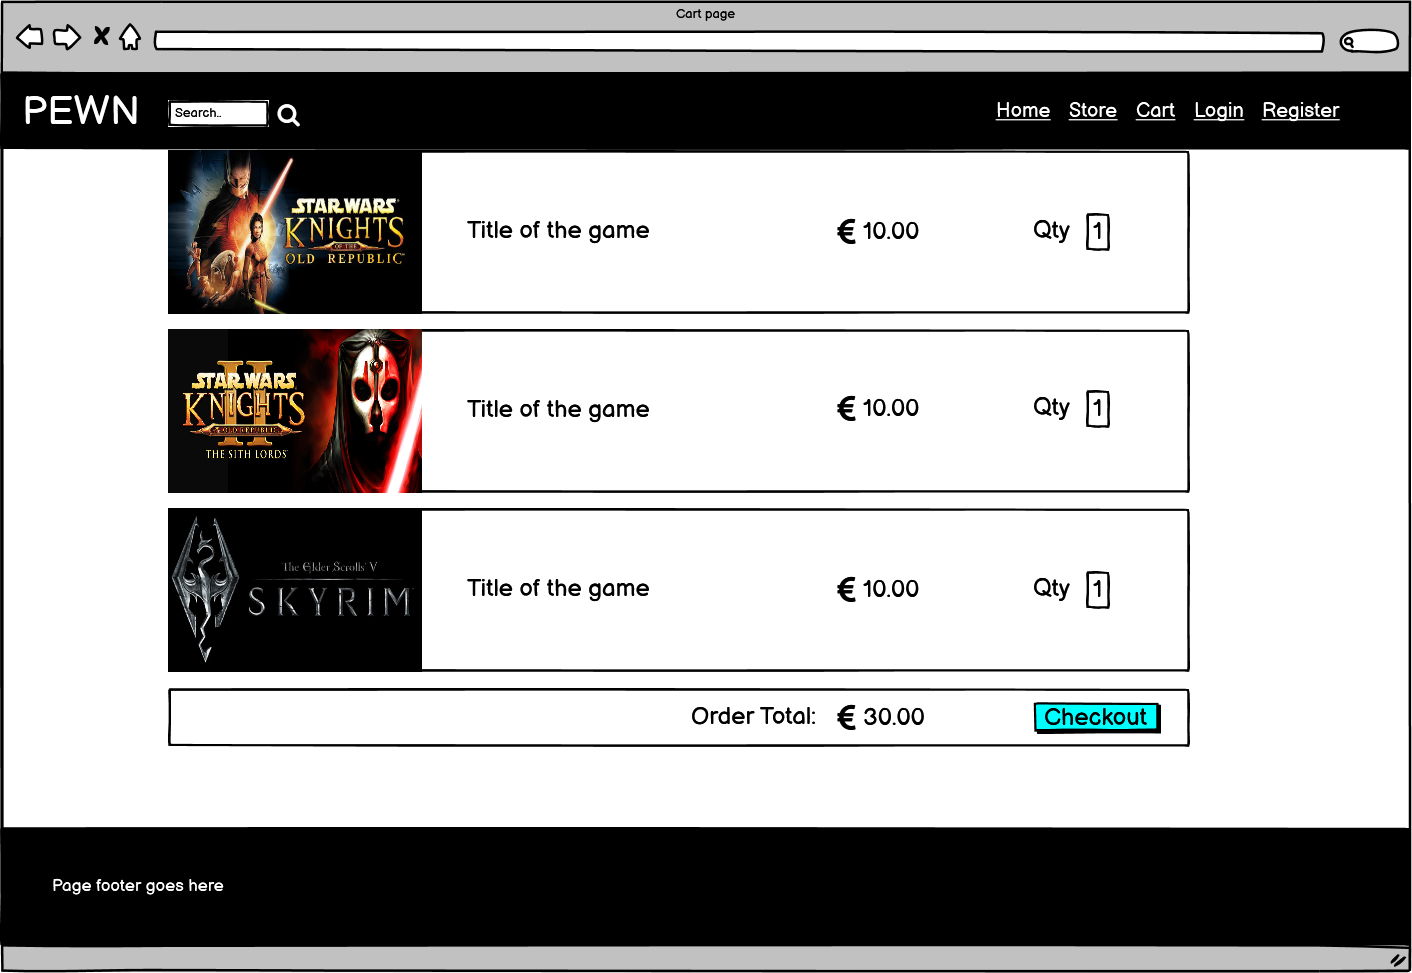 Cart page
PEWN
Search..
Home Store Cart Login Register
STAR WARS
KNIGHTS
OF THE
OLD REPUBLIC
Title of the game
€ 10.00
Qty 1
STAR WARS
II
KNIGHTS
OLD REPUBLIC
THE SITH LORDS
Title of the game
€ 10.00
Qty 1
The Elder Scrolls V
SKYRIM
Title of the game
€ 10.00
Qty 1
Order Total: € 30.00
Checkout
Page footer goes here